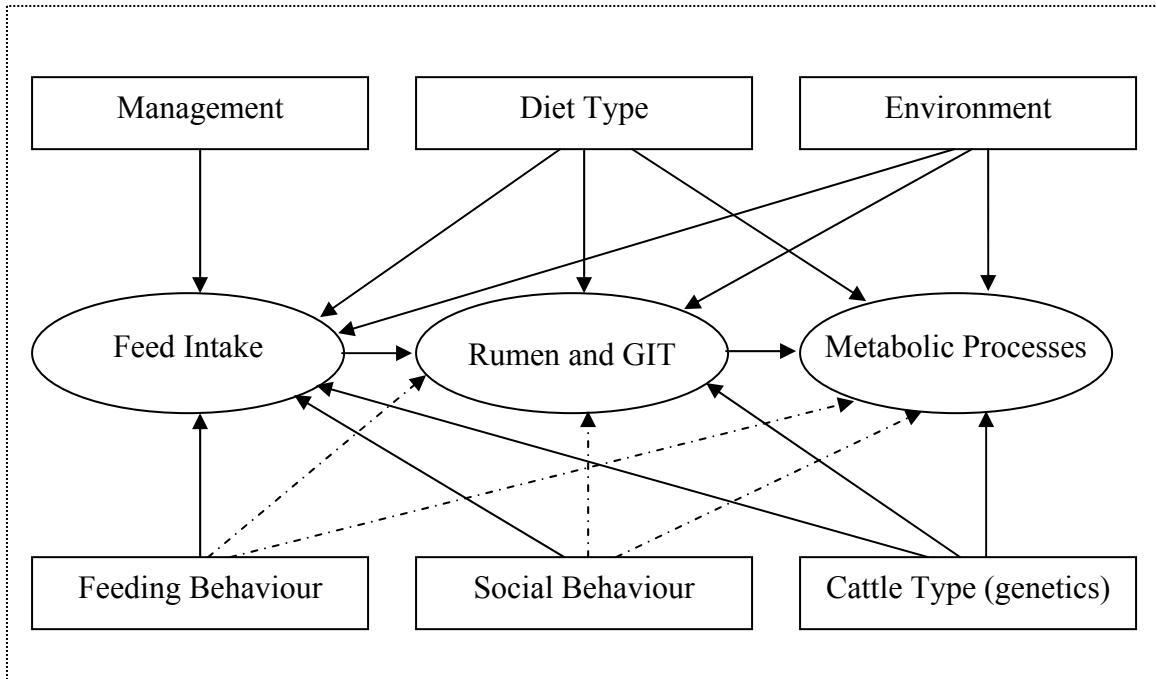 Management
Diet Type
Environment
Feed Intake
Rumen and GIT
Metabolic Processes
Feeding Behaviour
Social Behaviour
Cattle Type (genetics)